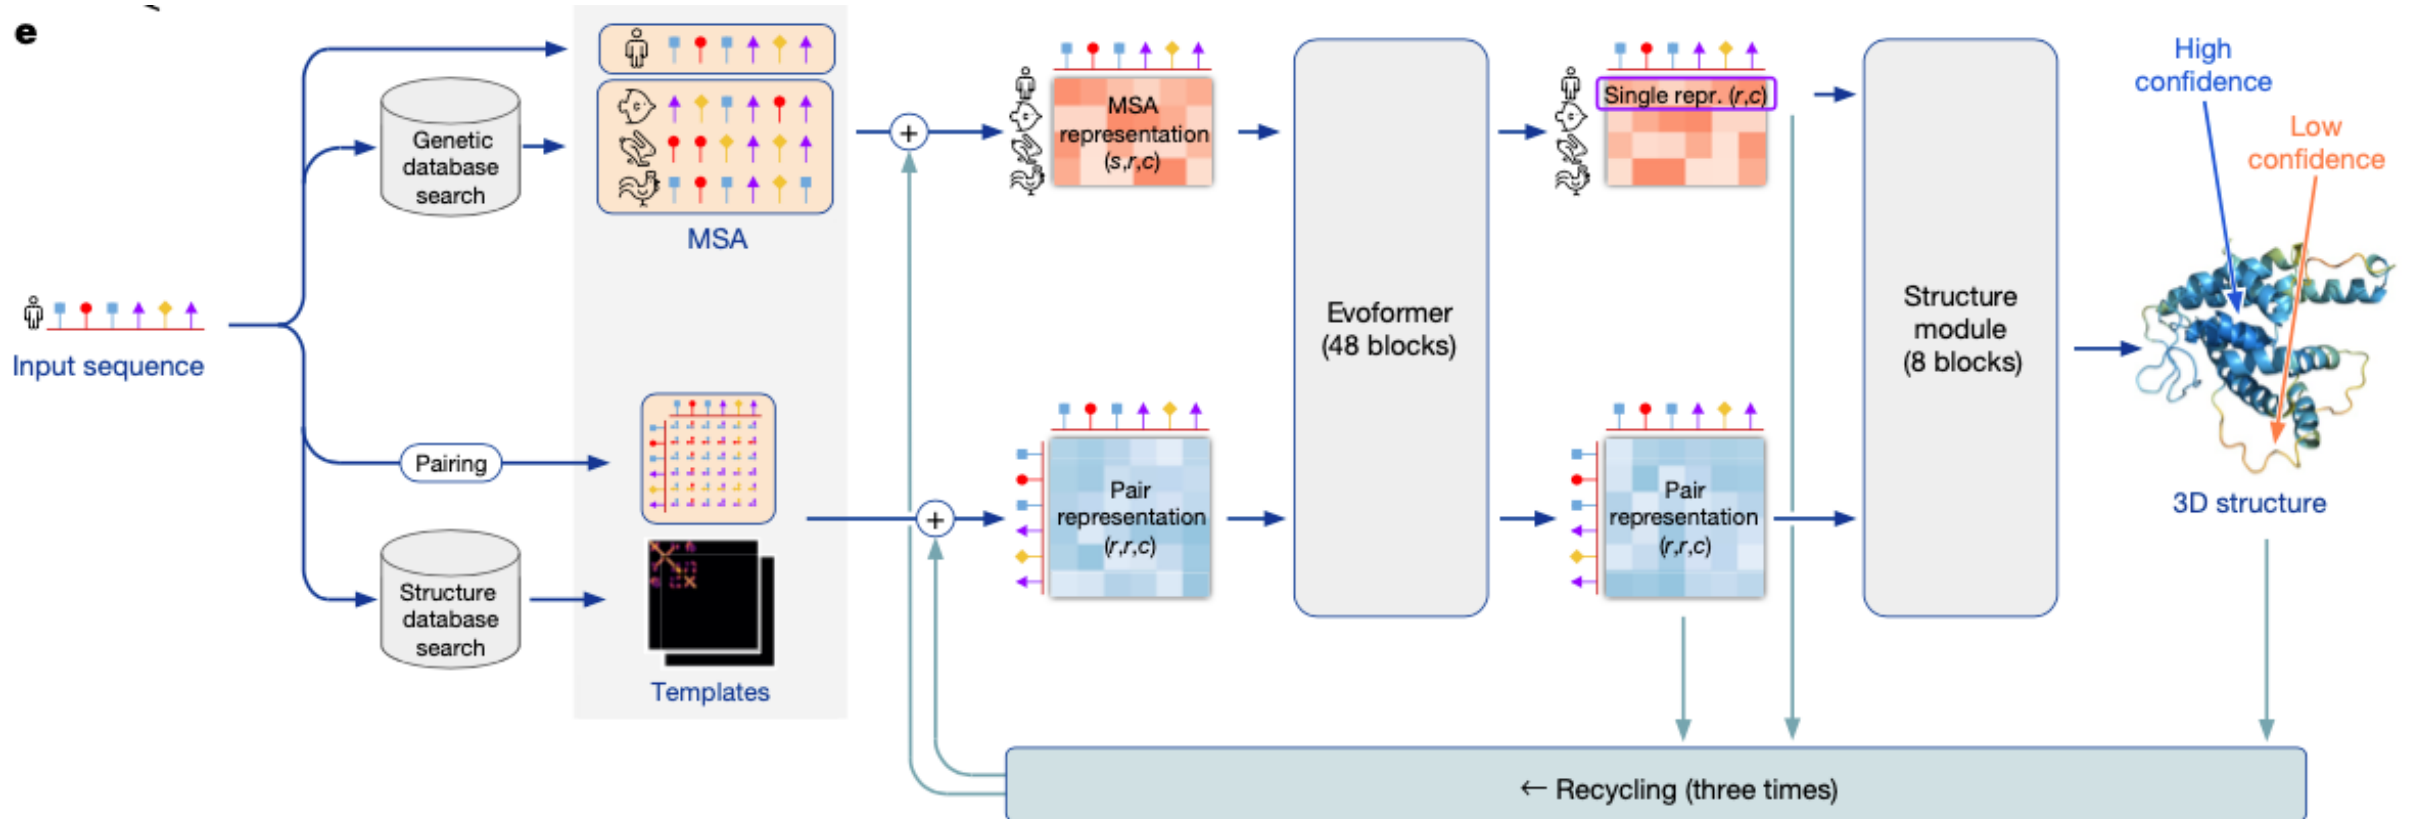 e
Input sequence
Genetic
database
search
Pairing
Structure
database
search
MSA
Templates
+
+
MSA
representation
(s,r,c)
Pair
representation
(r,r,c)
Evoformer
(48 blocks)
Single repr. (r,c)
Pair
representation
(r,r,c)
Structure
module
(8 blocks)
High
confidence
Low
confidence
3D structure
← Recycling (three times)